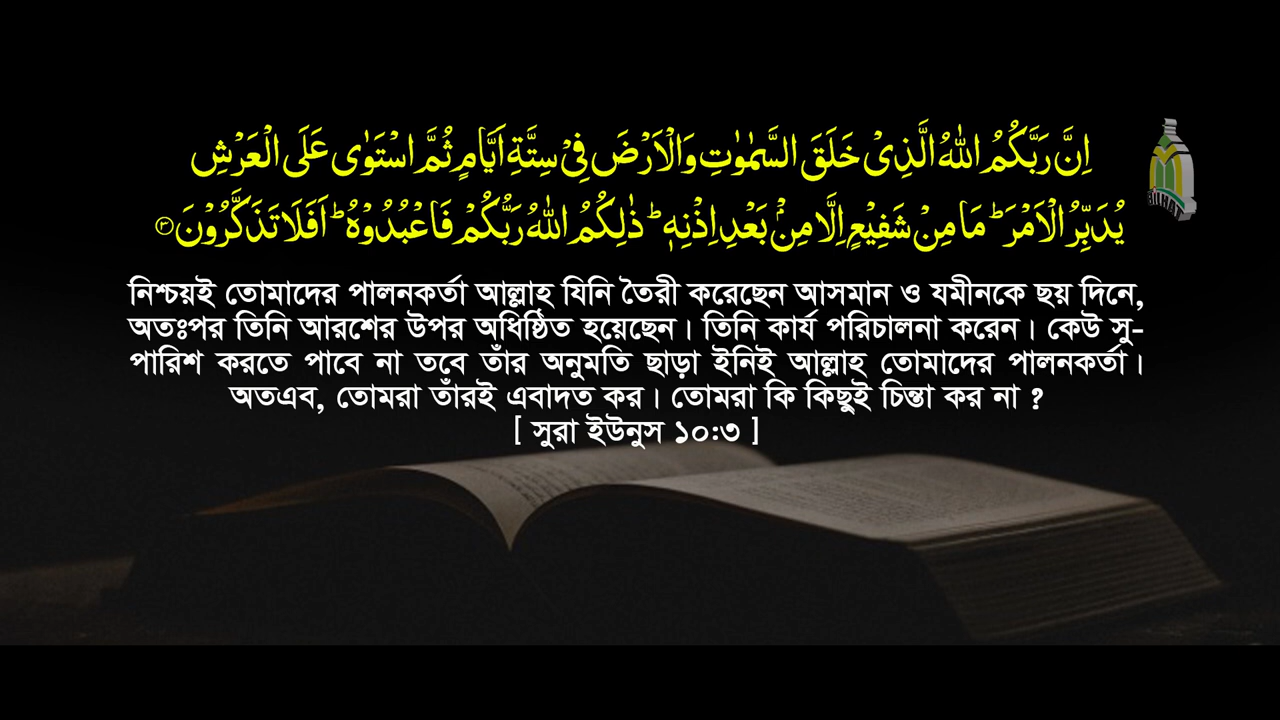 اِنَّ رَبَّكُمُ اللّٰهُ الَّذِىْ خَلَقَ السَّمٰوٰتِ وَالْاَرْضَ فِىْ سِتَّةِ اَيَّامٍ ثُمَّ اسْتَوٰى عَلَى الْعَرْشِ
يُدَبِّرُ الْاَمْرَ ؕ مَا مِنْ شَفِيْعٍ اِلَّا مِنْۢ بَعْدِ اِذْنِهٖ ؕ ذٰلِكُمُ اللّٰهُ رَبُّكُمْ فَاعْبُدُوْهُ ؕ اَفَلَا تَذَكَّرُوْنَ ﴿۳﴾
নিশ্চয়ই তোমাদের পালনকর্তা আল্লাহ যিনি তৈরী করেছেন আসমান ও যমীনকে ছয় দিনে,
অতঃপর তিনি আরশের উপর অধিষ্ঠিত হয়েছেন। তিনি কার্য পরিচালনা করেন। কেউ সু-
পারিশ করতে পাবে না তবে তাঁর অনুমতি ছাড়া ইনিই আল্লাহ তোমাদের পালনকর্তা।
অতএব, তোমরা তাঁরই এবাদত কর। তোমরা কি কিছুই চিন্তা কর না ?
[ সুরা ইউনুস ১০:৩ ]